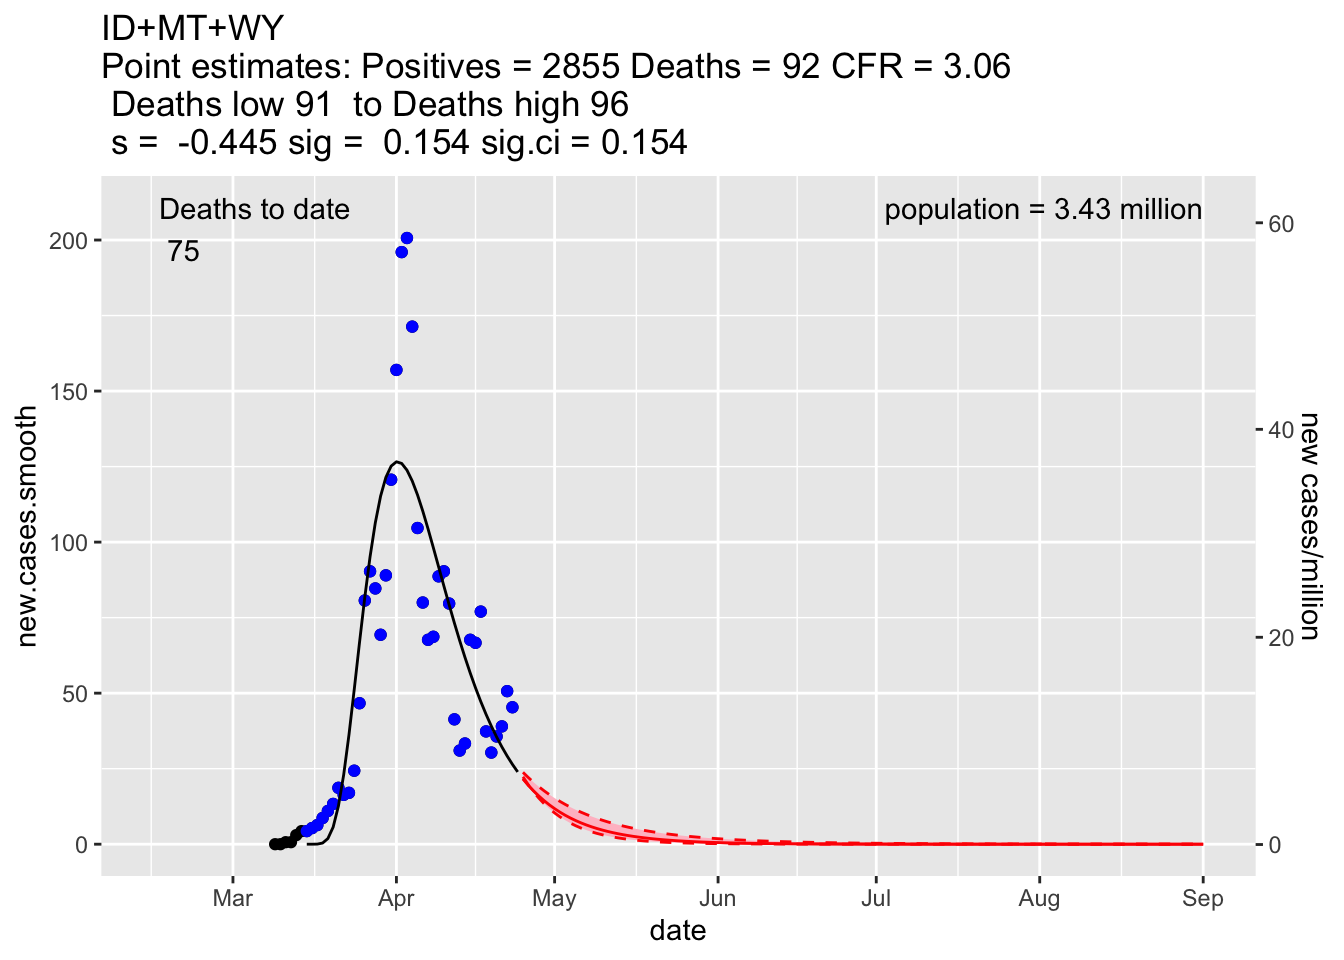 ID+MT+WY
Point estimates: Positives = 2855 Deaths = 92 CFR = 3.06
Deaths low 91  to Deaths high 96
s =  -0.445 sig =  0.154 sig.ci = 0.154
Deaths to date
75
population = 3.43 million
new.cases.smooth
200
150
100
50
0
60
40
20
0
new cases/million
Mar Apr May Jun Jul Aug Sep
date